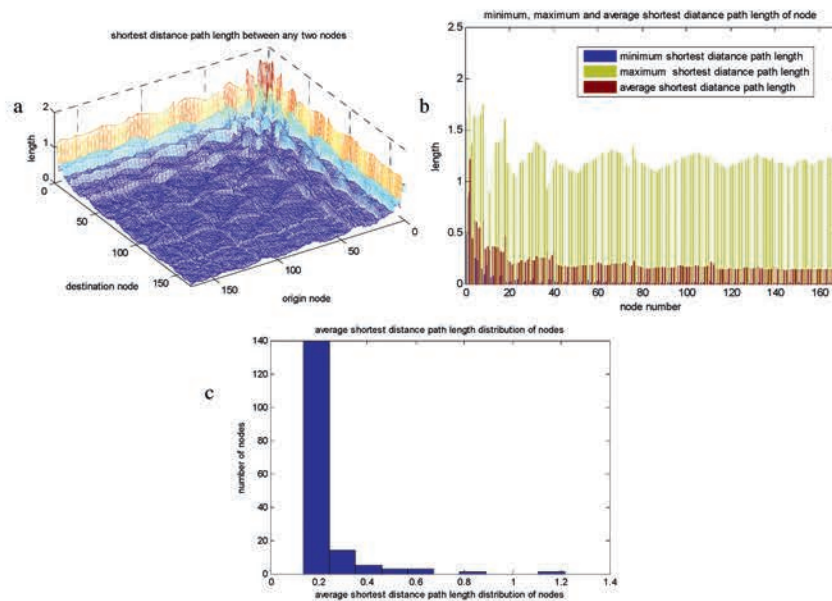 shortest distance path length between any two nodes
a
2
1
0
length
0
50
100
150
destination node
150
100
50
0
origin node
minimum, maximum and average shortest diatance path length of node
b
2.5
2
1.5
1
0.5
0
length
minimum shortest distance path length
maximum shortest diatance path length
average shortest distance path length
0 20 40 60 80 100 120 140 160
node number
average shortest distance path length distribution of nodes
c
140
120
100
80
60
40
20
0
number of nodes
0 0.2 0.4 0.6 0.8 1 1.2 1.4
average shortest distance path length distribution of nodes